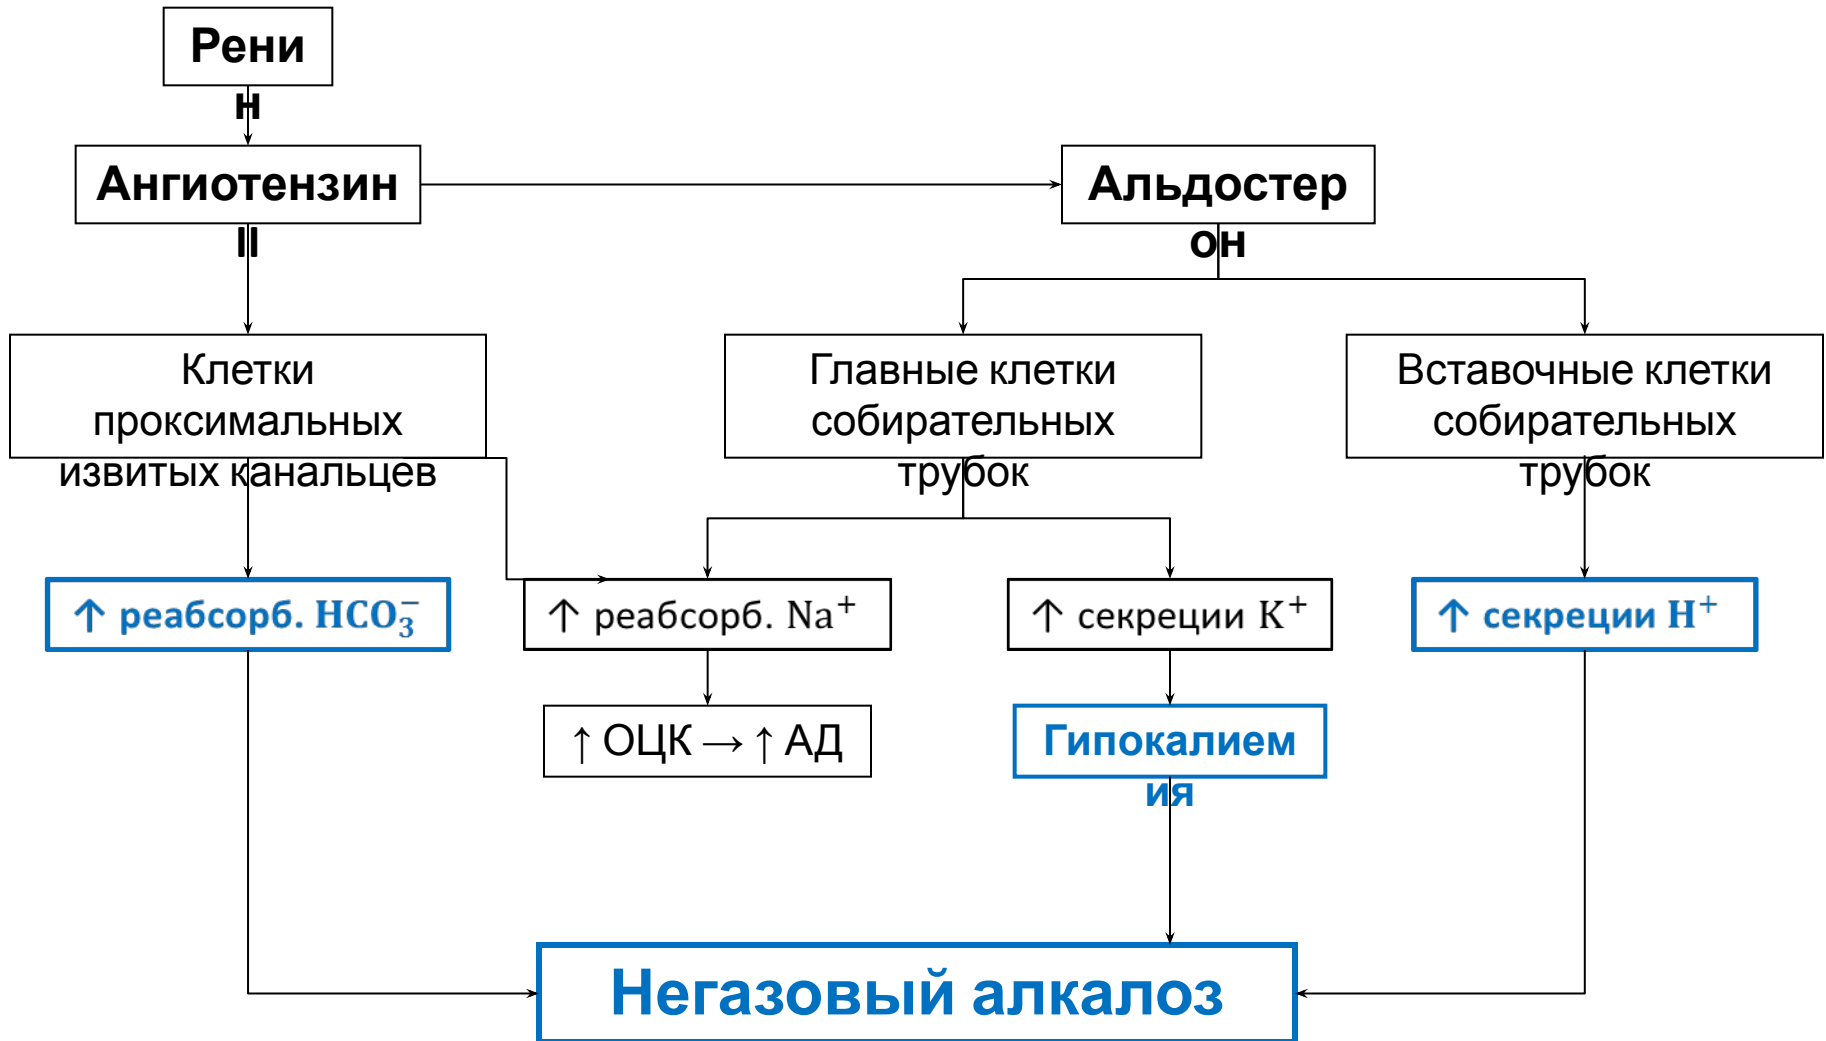 Рени
н
Ангиотензин
II
Альдостер
он
Клетки
проксимальных
извитых канальцев
Главные клетки
собирательных
трубок
Вставочные клетки
собирательных
трубок
↑ реабсорб. HCO₃⁻
↑ реабсорб. Na⁺
↑ секреции K⁺
↑ секреции H⁺
↑ ОЦК → ↑ АД
Гипокалием
ия
Негазовый алкалоз